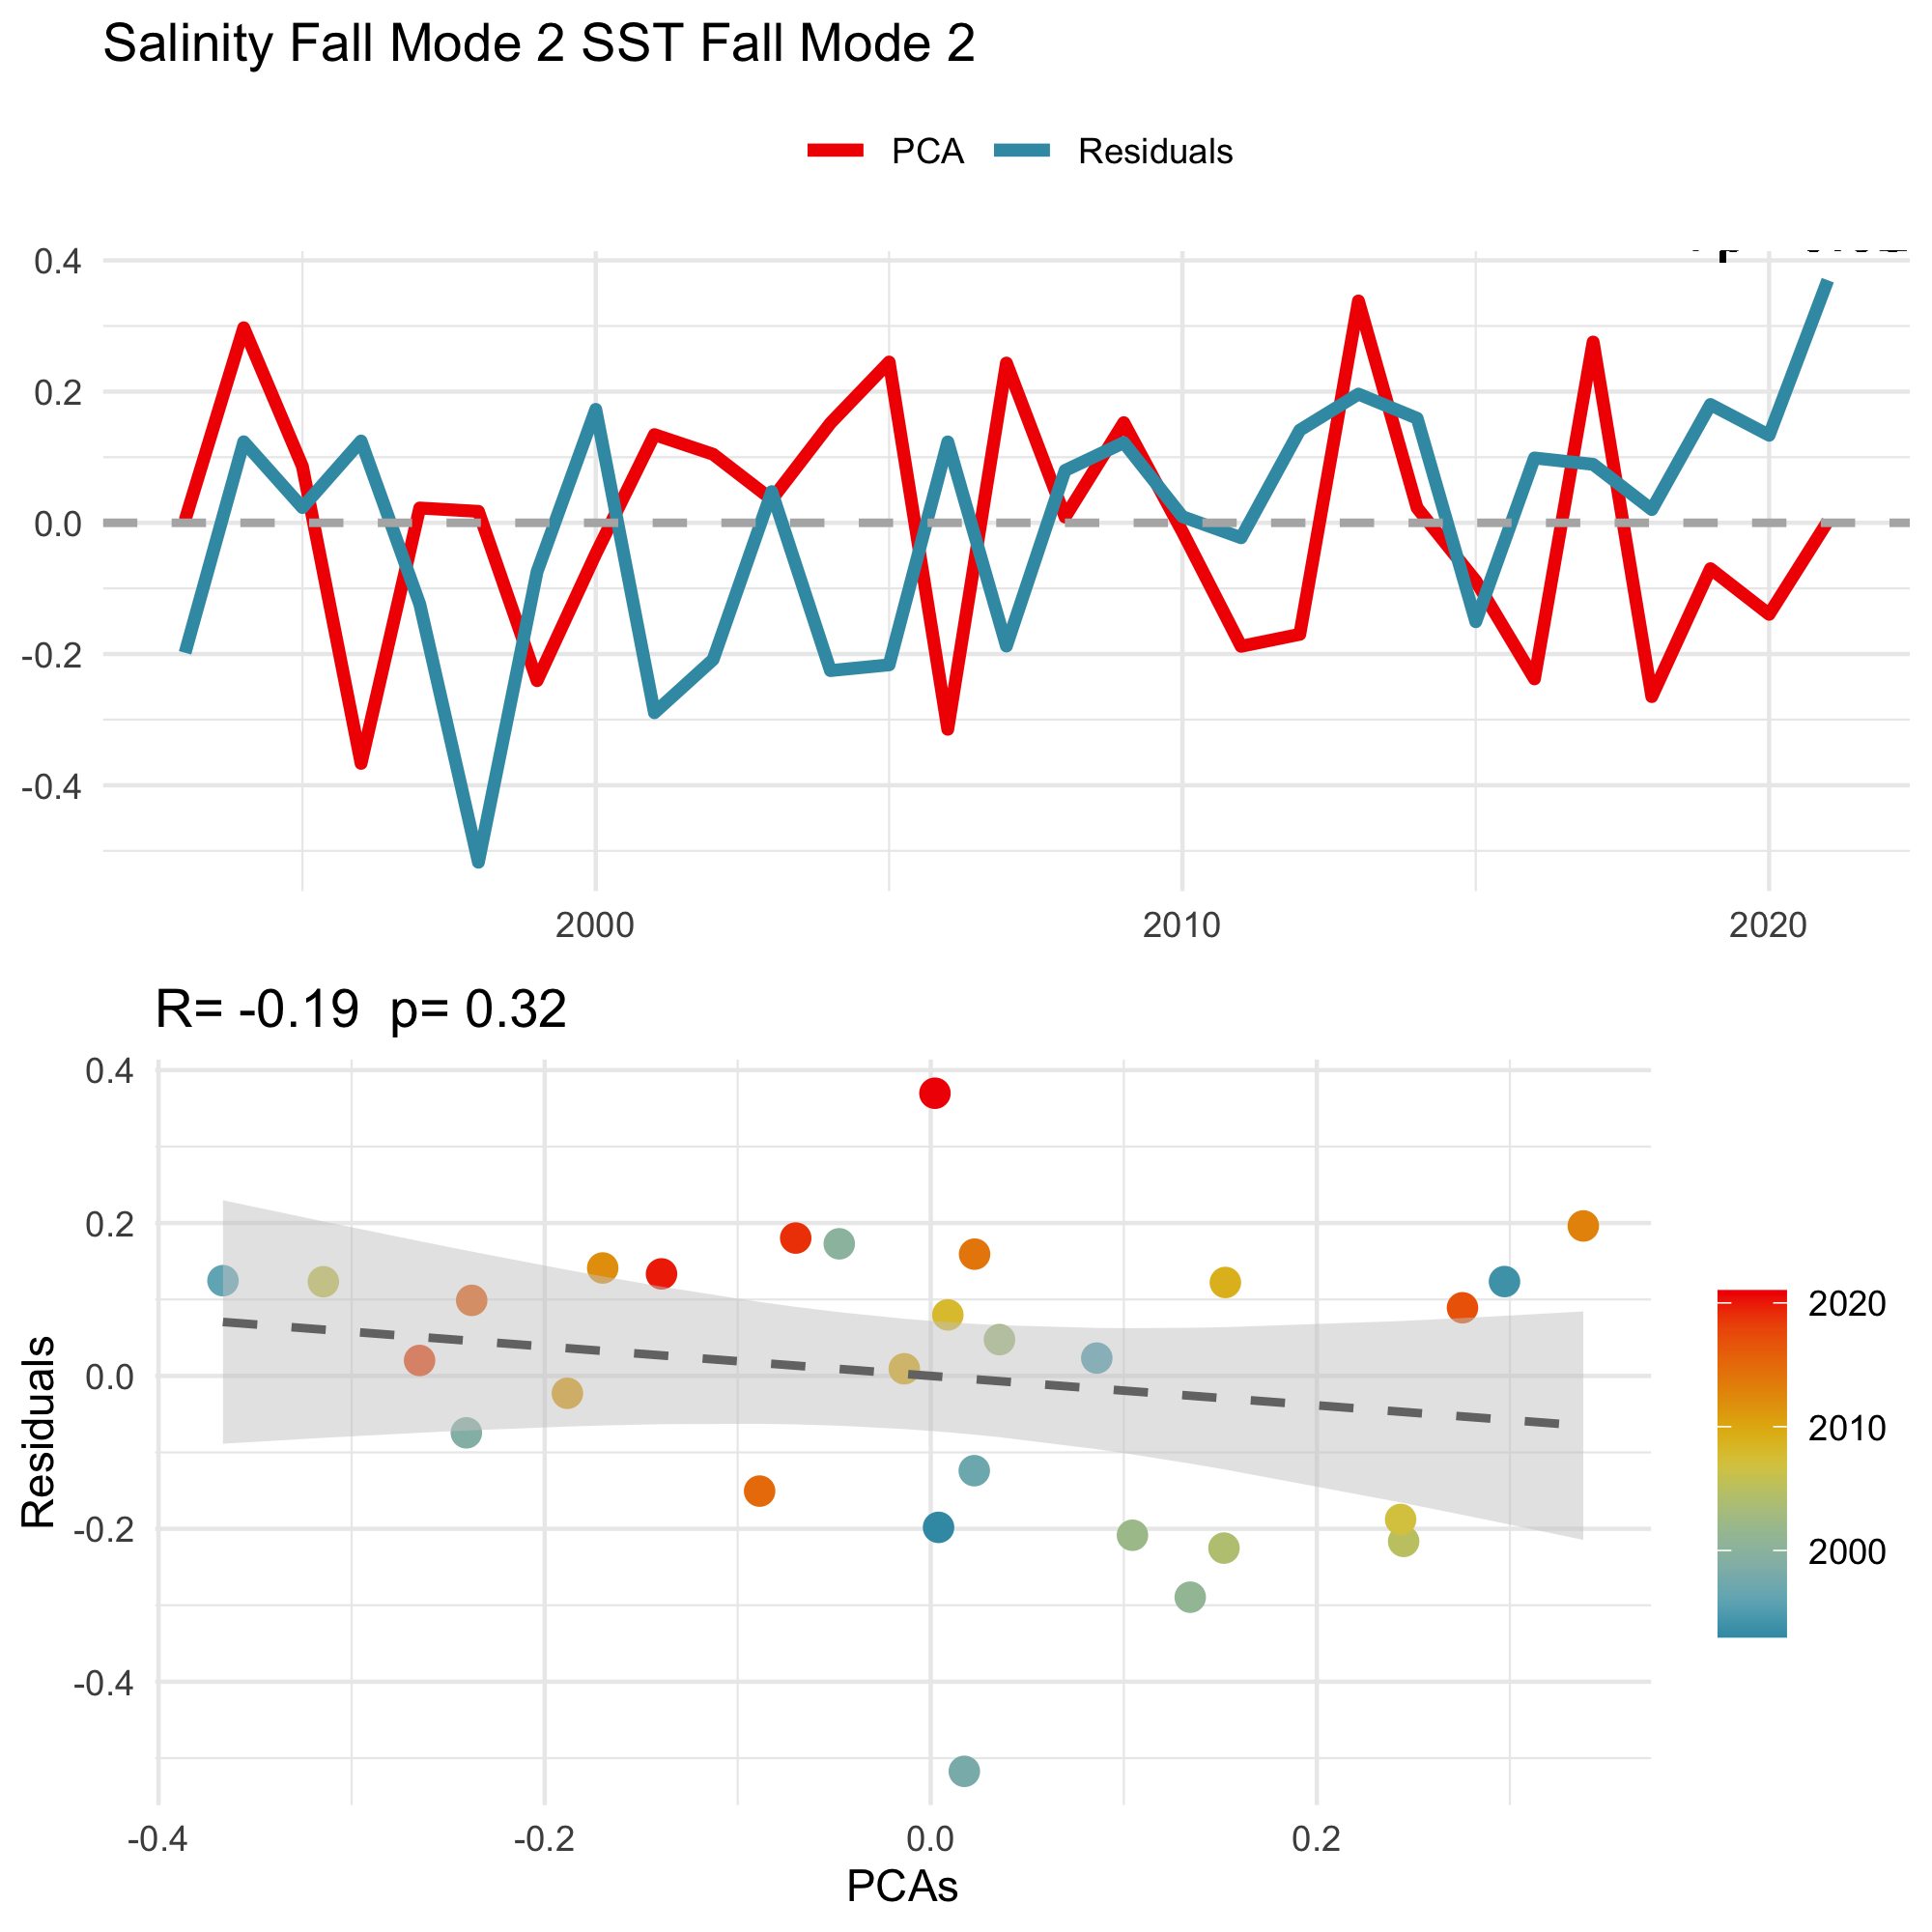 Salinity Fall Mode 2 SST Fall Mode 2
PCA Residuals
0.4
0.2
0.0
-0.2
-0.4
2000 2010 2020
R= -0.19 p= 0.32
0.4
0.2
0.0
-0.2
-0.4
Residuals
-0.4 -0.2 0.0 0.2
PCAs
2020
2010
2000